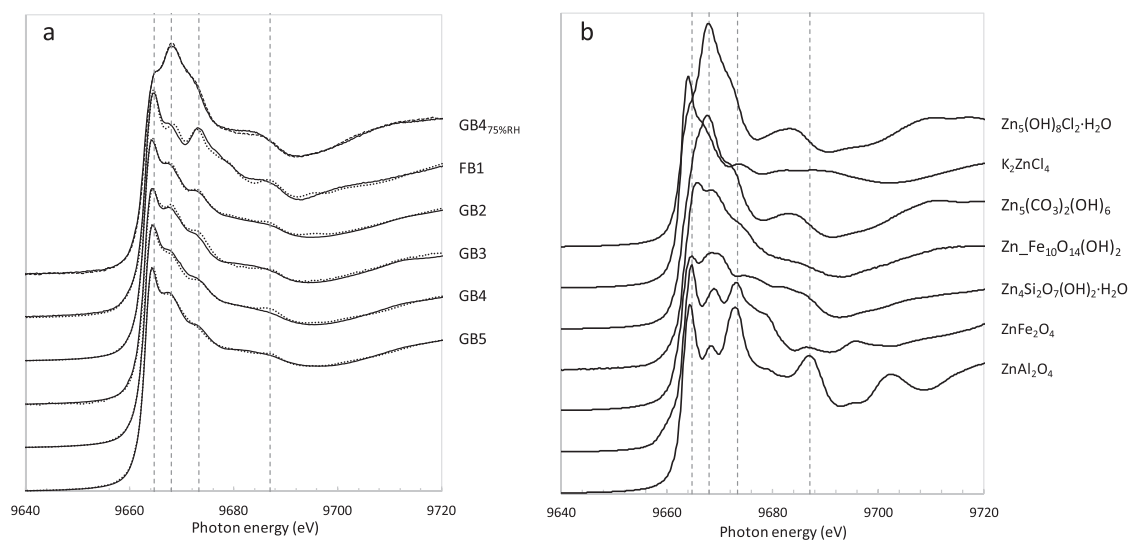 a
GB4₇₅%RH
FB1
GB2
GB3
GB4
GB5
9640 9660 9680 9700 9720
Photon energy (eV)
b
Zn₅(OH)₈Cl₂·H₂O
K₂ZnCl₄
Zn₅(CO₃)₂(OH)₆
Zn_Fe₁₀O₁₄(OH)₂
Zn₄Si₂O₇(OH)₂·H₂O
ZnFe₂O₄
ZnAl₂O₄
9640 9660 9680 9700 9720
Photon energy (eV)